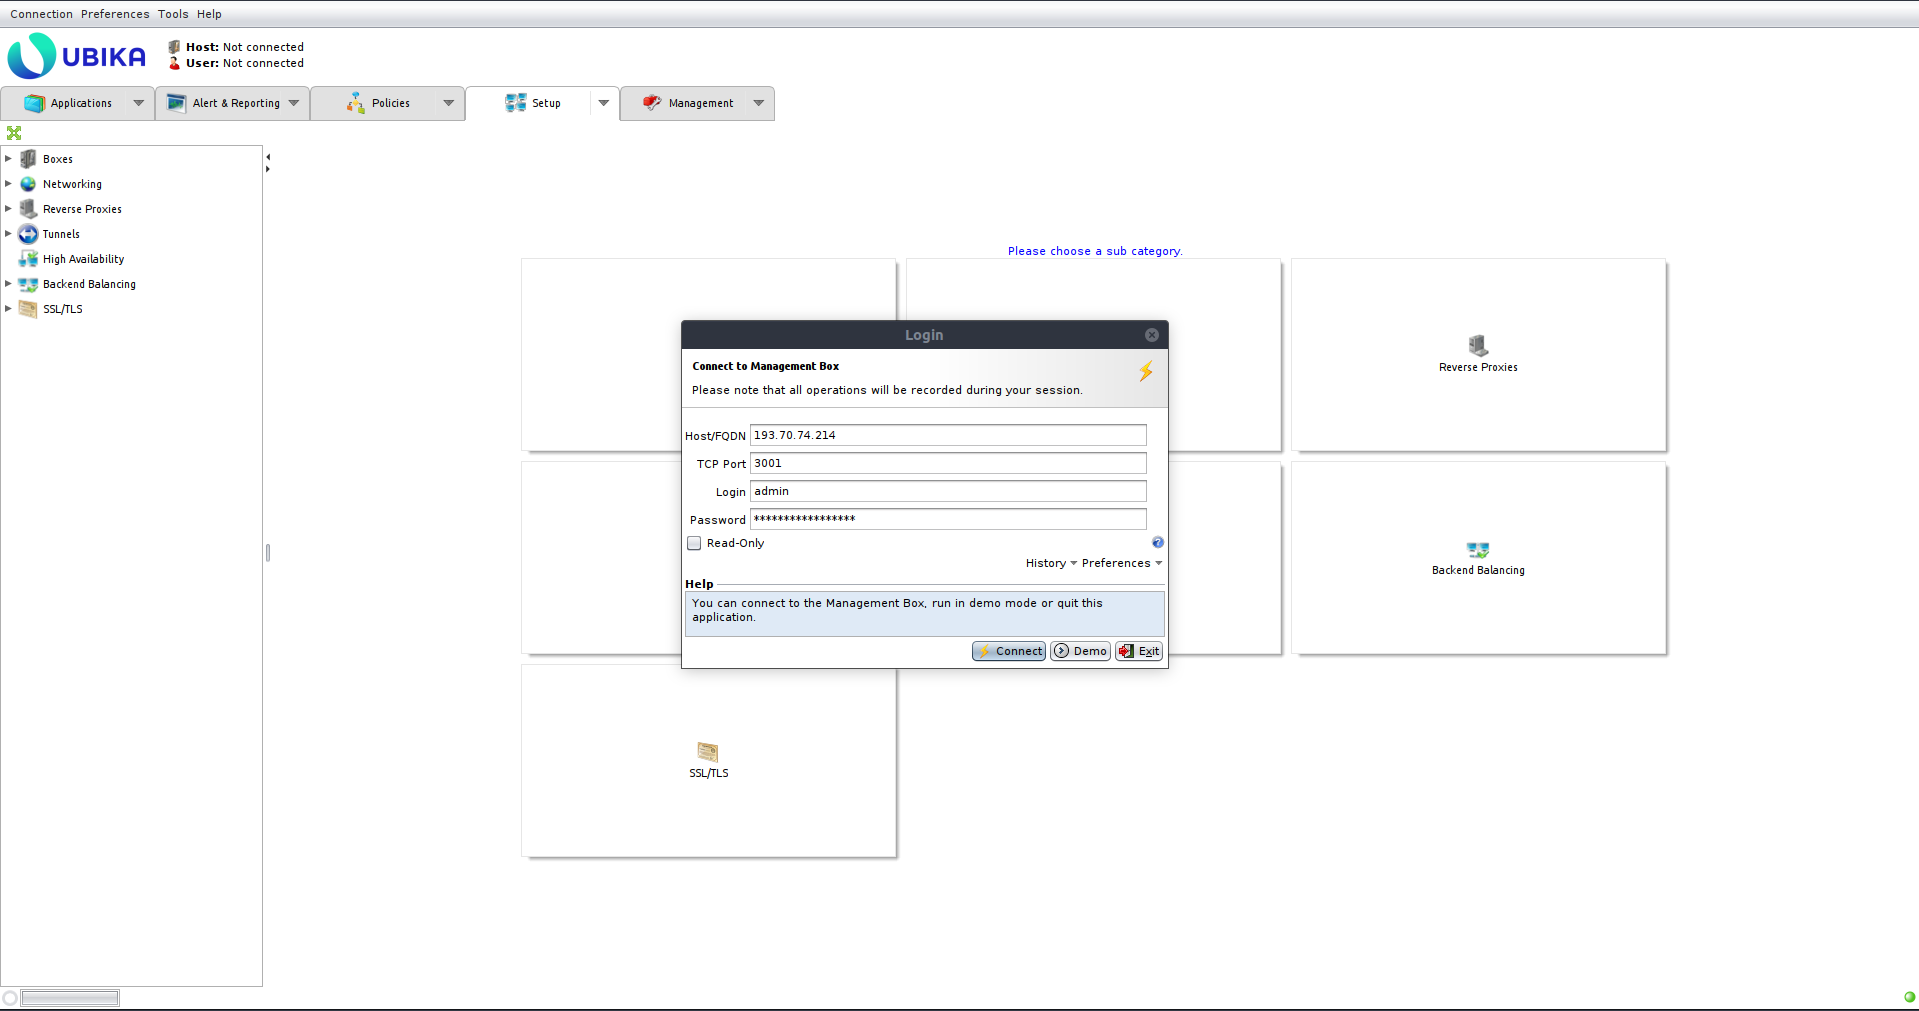 Connection Preferences Tools Help
UBIKA
Host: Not connected
User: Not connected
Applications
Alert & Reporting
Policies
Setup
Management
Boxes
Networking
Reverse Proxies
Tunnels
High Availability
Backend Balancing
SSL/TLS
Please choose a sub category.
Reverse Proxies
Backend Balancing
SSL/TLS
Login
Connect to Management Box
Please note that all operations will be recorded during your session.
Host/FQDN 193.70.74.214
TCP Port 3001
Login admin
Password *****************
Read-Only
History Preferences
Help
You can connect to the Management Box, run in demo mode or quit this
application.
Connect Demo Exit